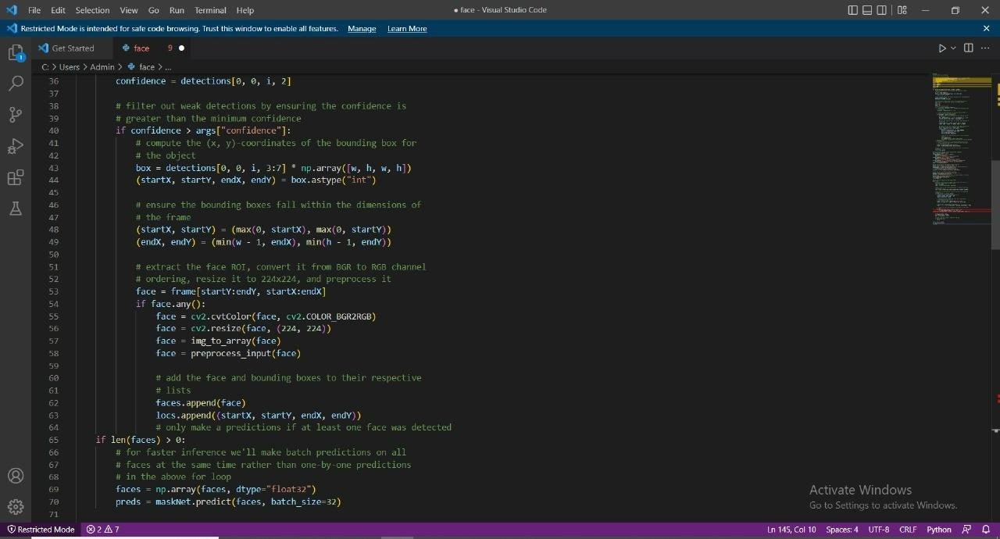 File Edit Selection View Go Run Terminal Help ● face - Visual Studio Code
Restricted Mode is intended for safe code browsing. Trust this window to enable all features. Manage Learn More
1
Get Started face 9 ●
C: > Users > Admin > face > ...
36 confidence = detections[0, 0, i, 2]
37
38 # filter out weak detections by ensuring the confidence is
39 # greater than the minimum confidence
40 if confidence > args["confidence"]:
41 # compute the (x, y)-coordinates of the bounding box for
42 # the object
43 box = detections[0, 0, i, 3:7] * np.array([w, h, w, h])
44 (startX, startY, endX, endY) = box.astype("int")
45
46 # ensure the bounding boxes fall within the dimensions of
47 # the frame
48 (startX, startY) = (max(0, startX), max(0, startY))
49 (endX, endY) = (min(w - 1, endX), min(h - 1, endY))
50
51 # extract the face ROI, convert it from BGR to RGB channel
52 # ordering, resize it to 224x224, and preprocess it
53 face = frame[startY:endY, startX:endX]
54 if face.any():
55 face = cv2.cvtColor(face, cv2.COLOR_BGR2RGB)
56 face = cv2.resize(face, (224, 224))
57 face = img_to_array(face)
58 face = preprocess_input(face)
59
60 # add the face and bounding boxes to their respective
61 # lists
62 faces.append(face)
63 locs.append((startX, startY, endX, endY))
64 # only make a predictions if at least one face was detected
65 if len(faces) > 0:
66 # for faster inference we'll make batch predictions on all
67 # faces at the same time rather than one-by-one predictions
68 # in the above for loop
69 faces = np.array(faces, dtype="float32")
70 preds = maskNet.predict(faces, batch_size=32)
71
Activate Windows
Go to Settings to activate Windows.
Restricted Mode 2 7 Ln 145, Col 10 Spaces: 4 UTF-8 CRLF Python